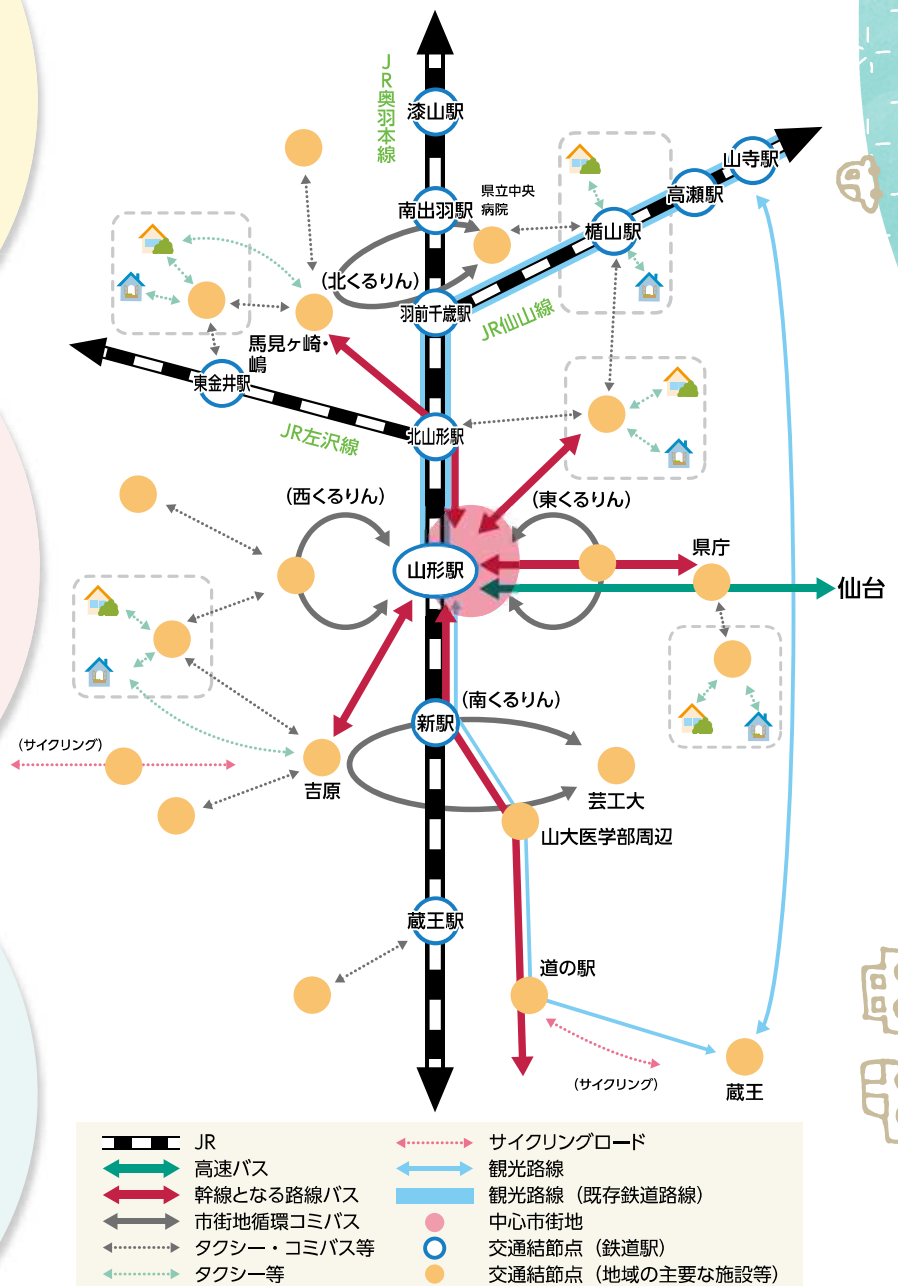 JR奥羽本線
漆山駅
山寺駅
高瀬駅
県立中央
病院
南出羽駅
楯山駅
(北くるりん)
羽前千歳駅
JR仙山線
馬見ヶ崎・
嶋
東金井駅
北山形駅
JR左沢線
(西くるりん)
(東くるりん)
県庁
山形駅
仙台
(南くるりん)
新駅
(サイクリング)
吉原
芸工大
山大医学部周辺
蔵王駅
道の駅
(サイクリング)
蔵王
JR
高速バス
幹線となる路線バス
市街地循環コミバス
タクシー・コミバス等
タクシー等
サイクリングロード
観光路線
観光路線(既存鉄道路線)
中心市街地
交通結節点(鉄道駅)
交通結節点(地域の主要な施設等)